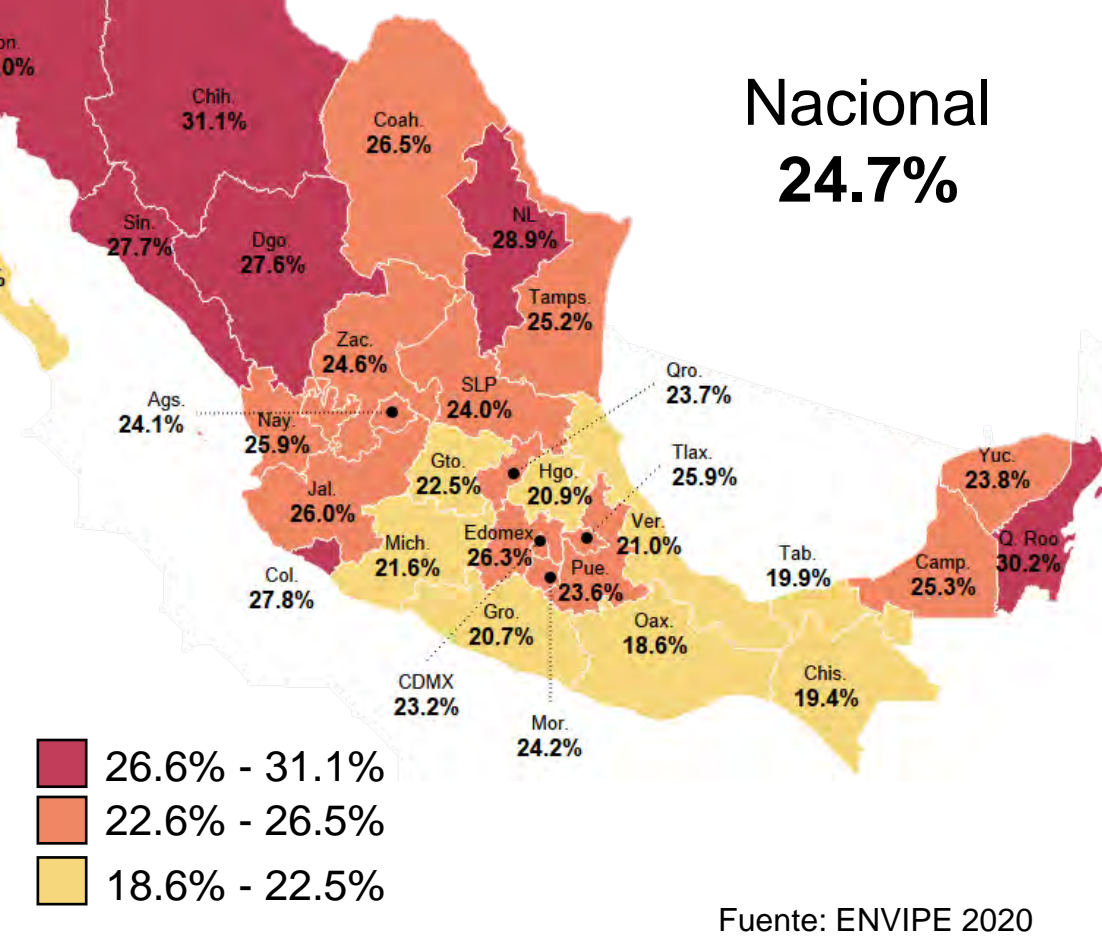 Nacional
24.7%
on.
.0%
Chih.
31.1%
Coah.
26.5%
Sin.
27.7%
Dgo.
27.6%
NL
28.9%
%
Tamps.
25.2%
Zac.
24.6%
SLP
24.0%
Qro.
23.7%
Ags.
24.1%
Nay.
25.9%
Gto.
22.5%
Hgo.
20.9%
Tlax.
25.9%
Yuc.
23.8%
Jal.
26.0%
Mich.
21.6%
Edomex
26.3%
Ver.
21.0%
Pue.
23.6%
Tab.
19.9%
Camp.
25.3%
Q. Roo
30.2%
Col.
27.8%
Gro.
20.7%
Oax.
18.6%
Chis.
19.4%
CDMX
23.2%
Mor.
24.2%
26.6% - 31.1%
22.6% - 26.5%
18.6% - 22.5%
Fuente: ENVIPE 2020